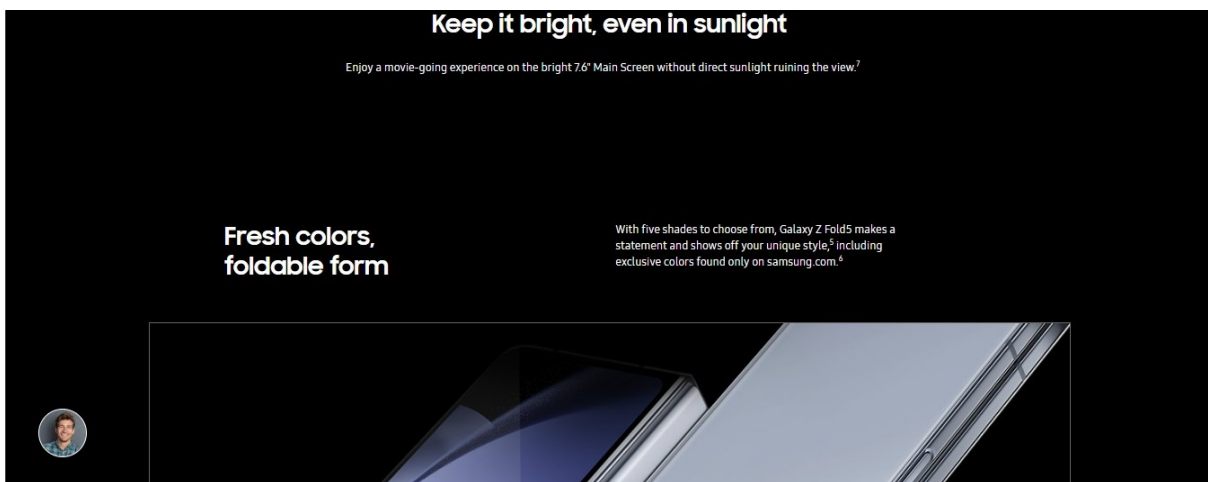 Keep it bright, even in sunlight
Enjoy a movie-going experience on the bright 7.6" Main Screen without direct sunlight ruining the view.7
Fresh colors,
foldable form
With five shades to choose from, Galaxy Z Fold5 makes a
statement and shows off your unique style,5 including
exclusive colors found only on samsung.com.6